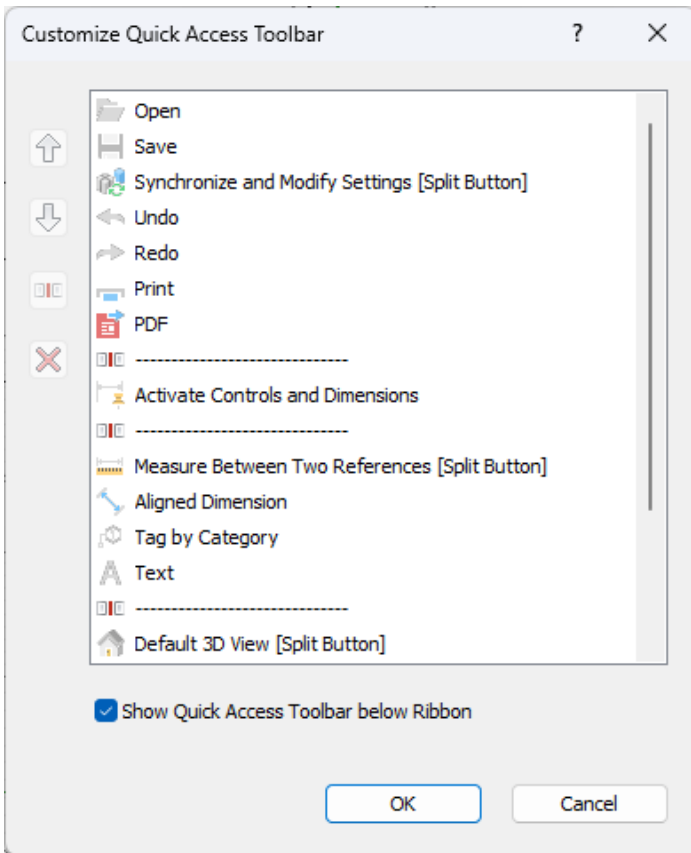 Customize Quick Access Toolbar ?
Open
Save
Synchronize and Modify Settings [Split Button]
Undo
Redo
Print
PDF
------------------------------
Activate Controls and Dimensions
------------------------------
Measure Between Two References [Split Button]
Aligned Dimension
Tag by Category
Text
------------------------------
Default 3D View [Split Button]
Show Quick Access Toolbar below Ribbon
OK Cancel